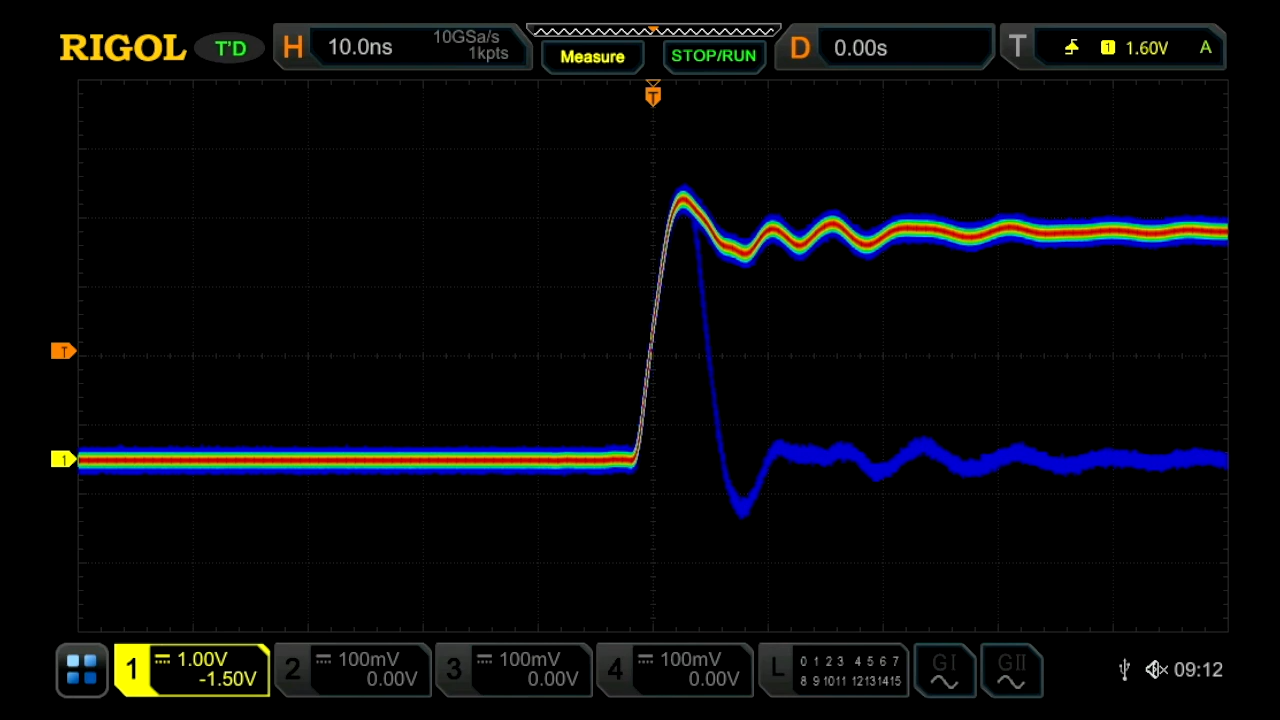 RIGOL T'D H 10.0ns 10GSa/s 1kpts Measure STOP/RUN D 0.00s T 1 1.60V A
T
T
1
1 1.00V -1.50V
2 100mV 0.00V
3 100mV 0.00V
4 100mV 0.00V
L 0 1 2 3 4 5 6 7
8 9 10 11 12 13 14 15
GI GII
09:12